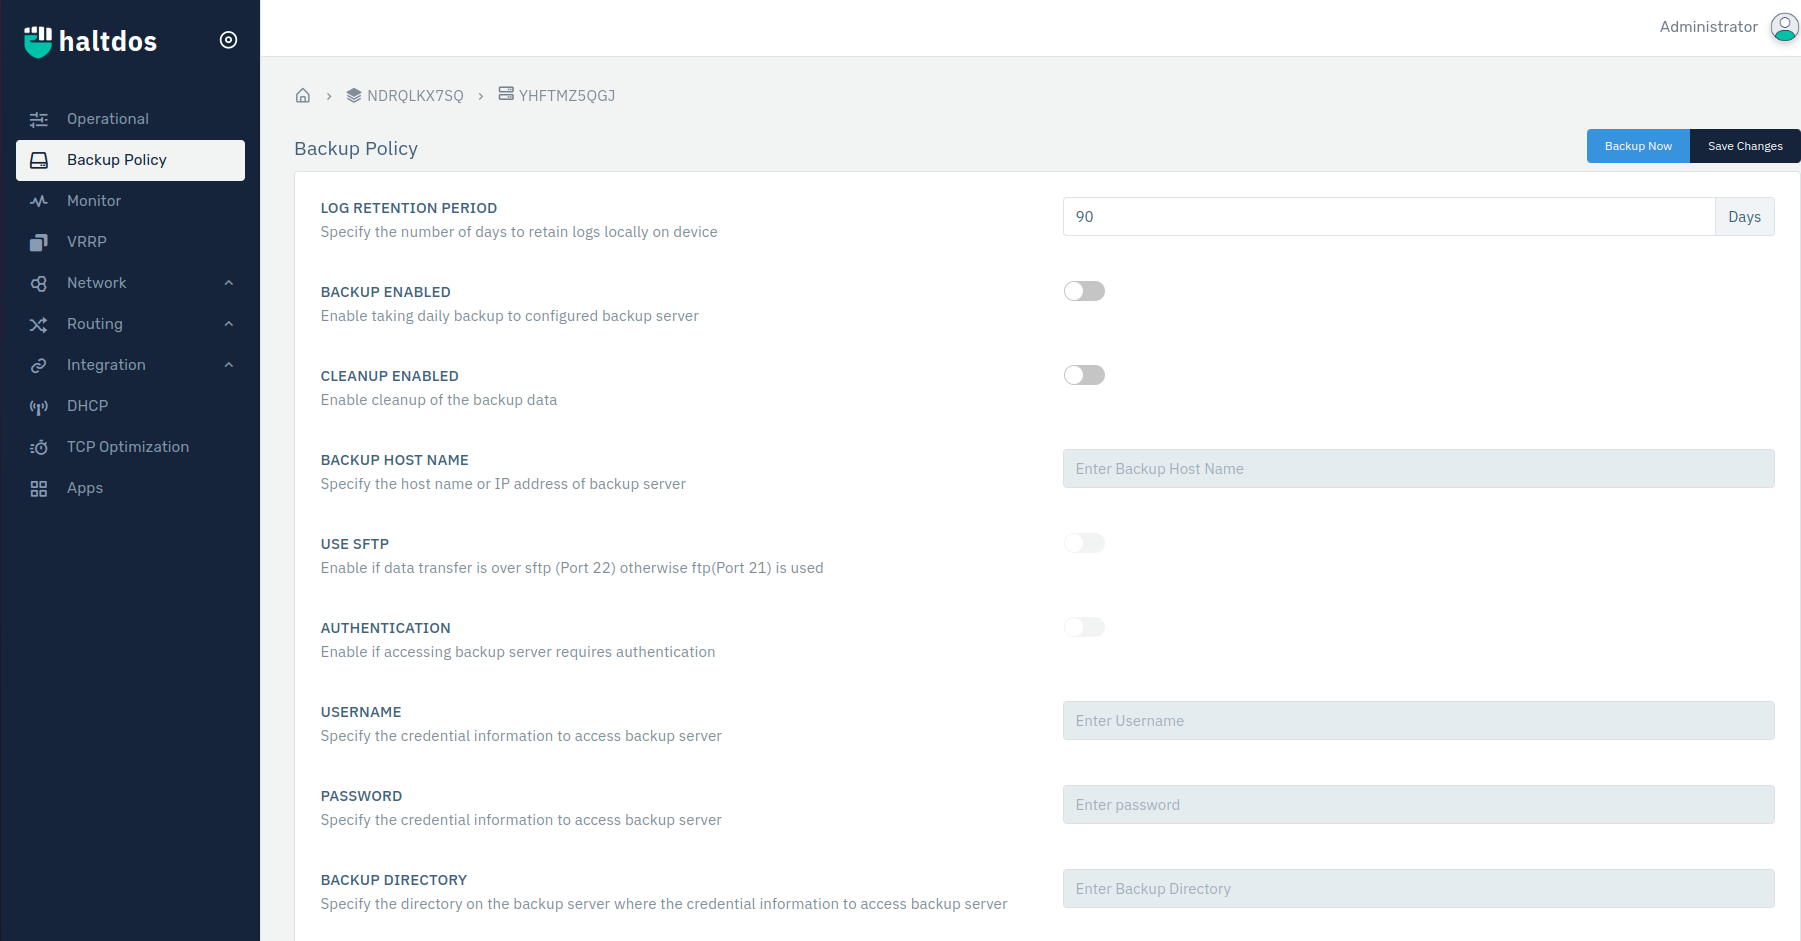 haltdos
Administrator
NDRQLKX7SQ
YHFTMZ5QGJ
Operational
Backup Policy
Monitor
VRRP
Network
Routing
Integration
DHCP
TCP Optimization
Apps
Backup Policy
Backup Now
Save Changes
LOG RETENTION PERIOD
Specify the number of days to retain logs locally on device
90
Days
BACKUP ENABLED
Enable taking daily backup to configured backup server
CLEANUP ENABLED
Enable cleanup of the backup data
BACKUP HOST NAME
Specify the host name or IP address of backup server
Enter Backup Host Name
USE SFTP
Enable if data transfer is over sftp (Port 22) otherwise ftp(Port 21) is used
AUTHENTICATION
Enable if accessing backup server requires authentication
USERNAME
Specify the credential information to access backup server
Enter Username
PASSWORD
Specify the credential information to access backup server
Enter password
BACKUP DIRECTORY
Specify the directory on the backup server where the credential information to access backup server
Enter Backup Directory